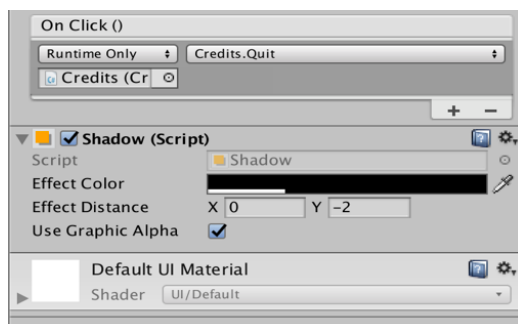 On Click ()
Runtime Only Credits.Quit
Credits (Cr
+ −
Shadow (Script)
Script Shadow
Effect Color
Effect Distance X 0 Y -2
Use Graphic Alpha
Default UI Material
Shader UI/Default